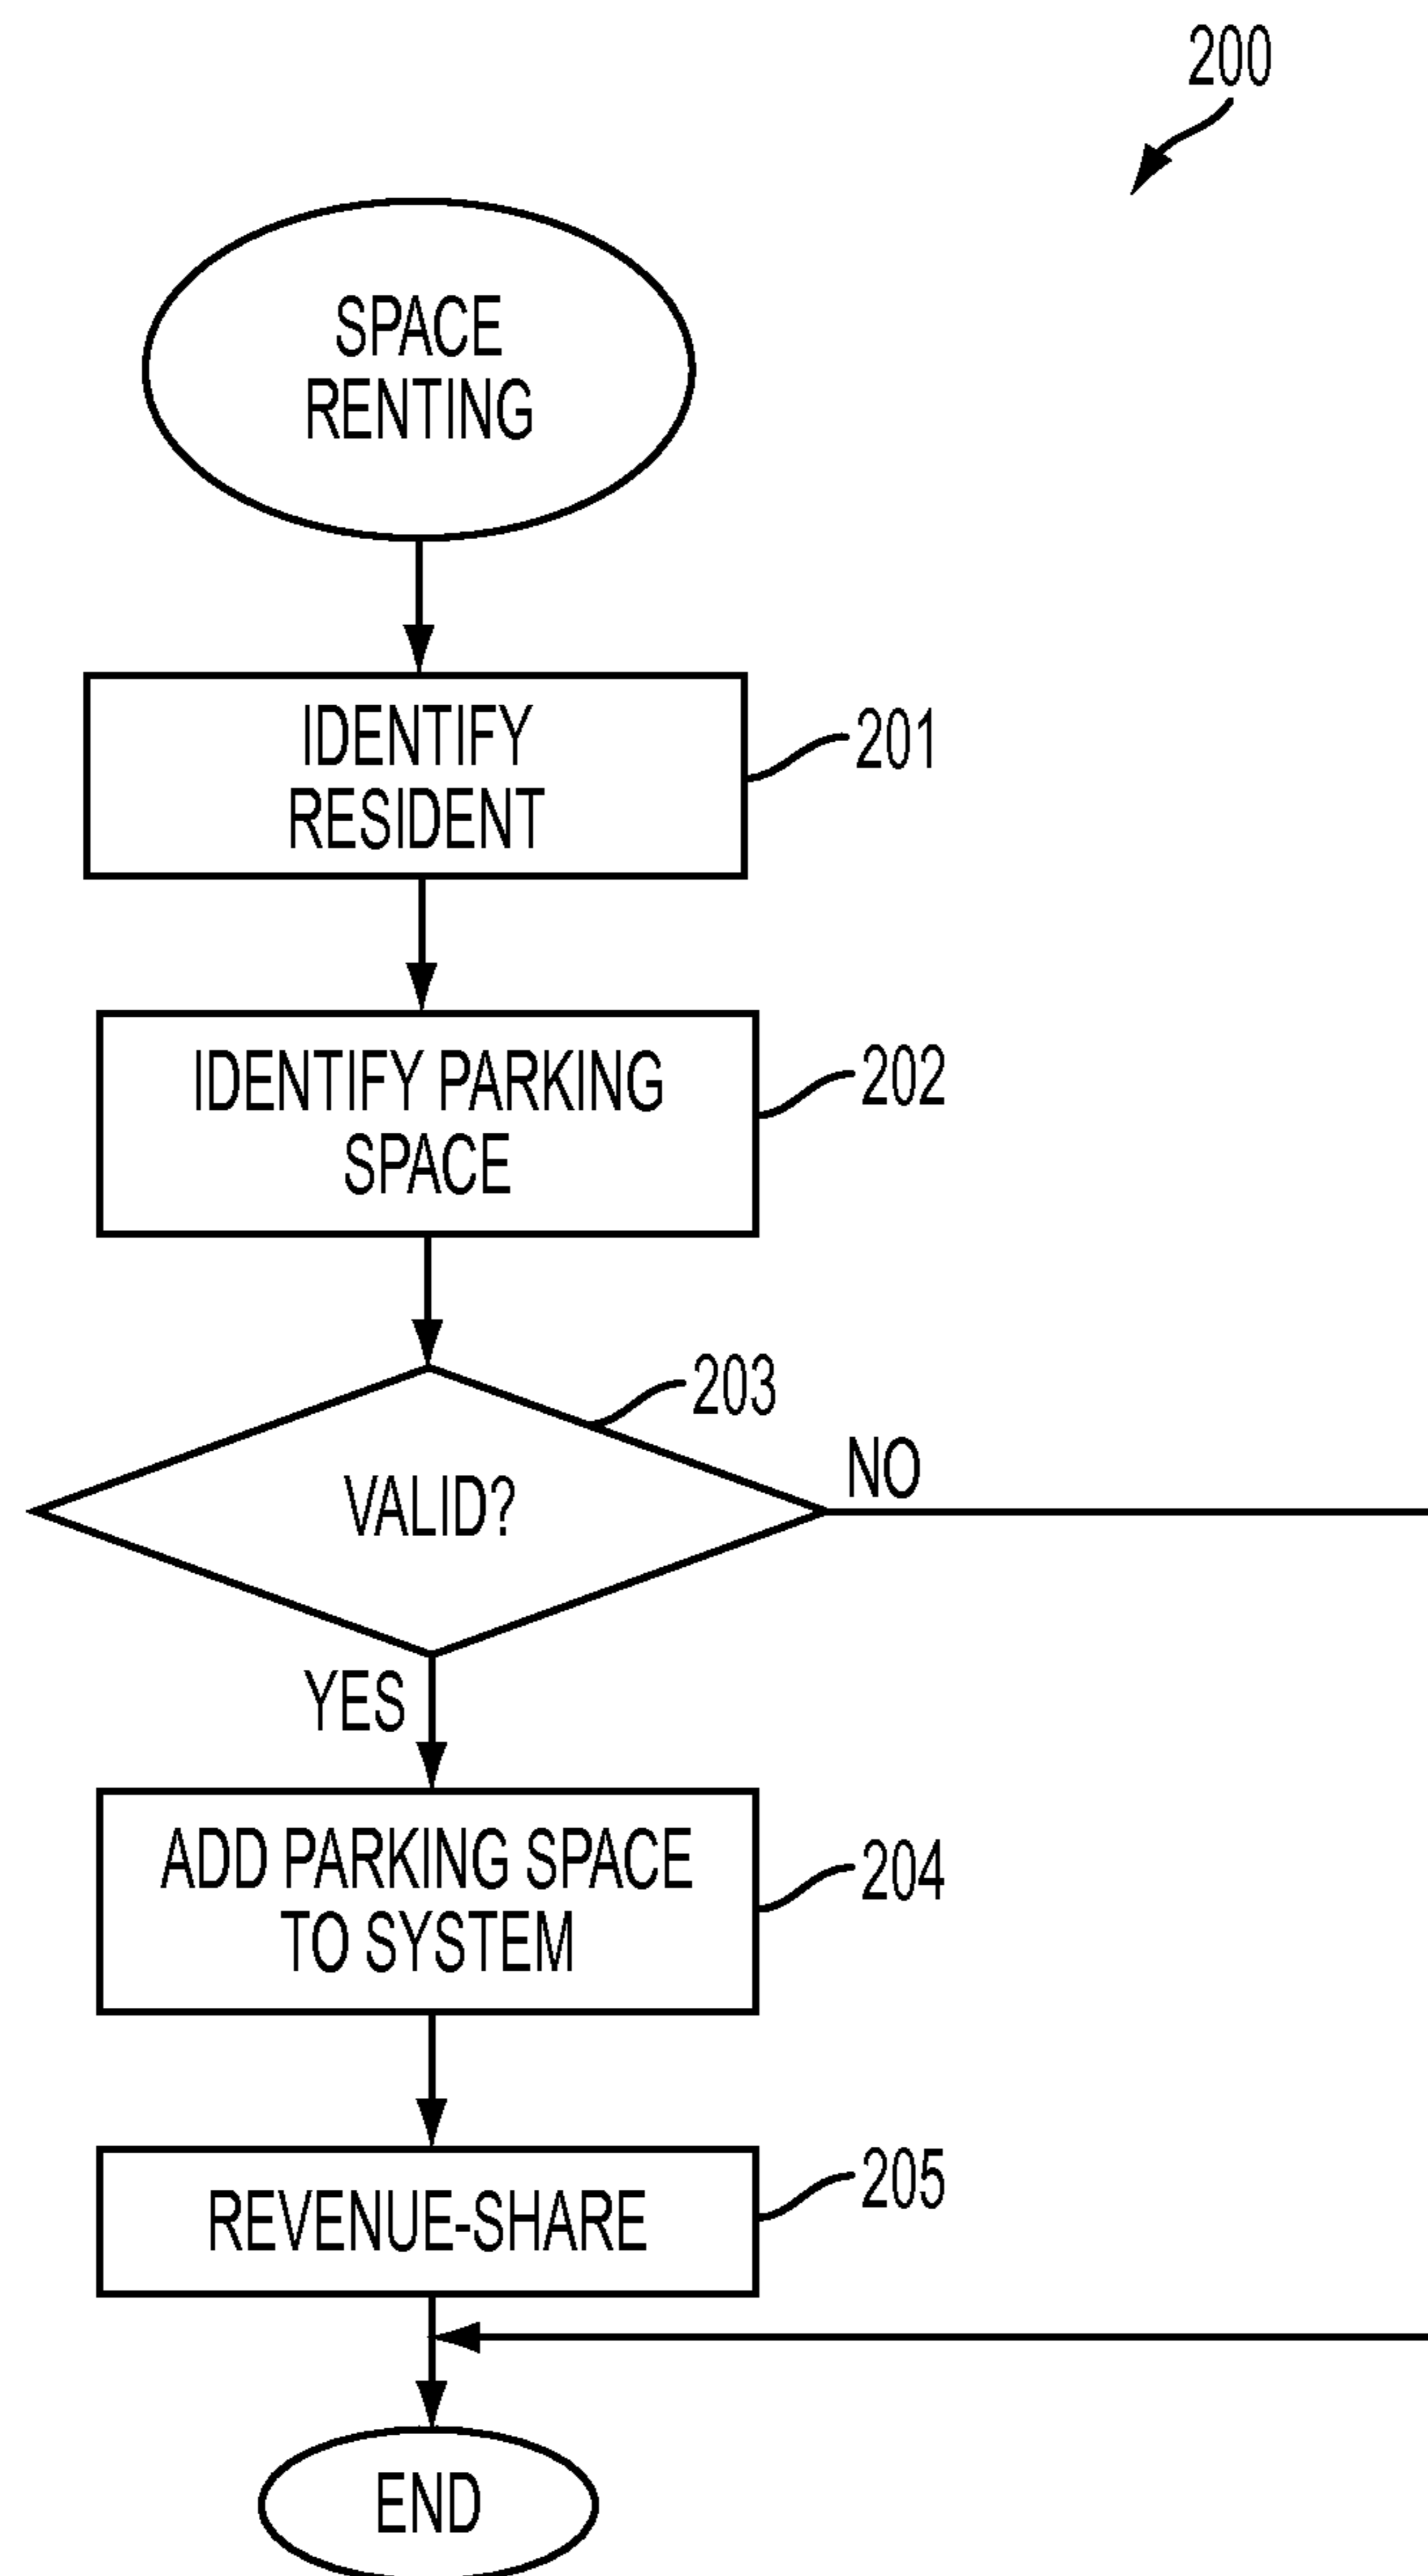 200
SPACE
RENTING
IDENTIFY
RESIDENT
201
IDENTIFY PARKING
SPACE
202
203
VALID?
NO
YES
ADD PARKING SPACE
TO SYSTEM
204
REVENUE-SHARE
205
END